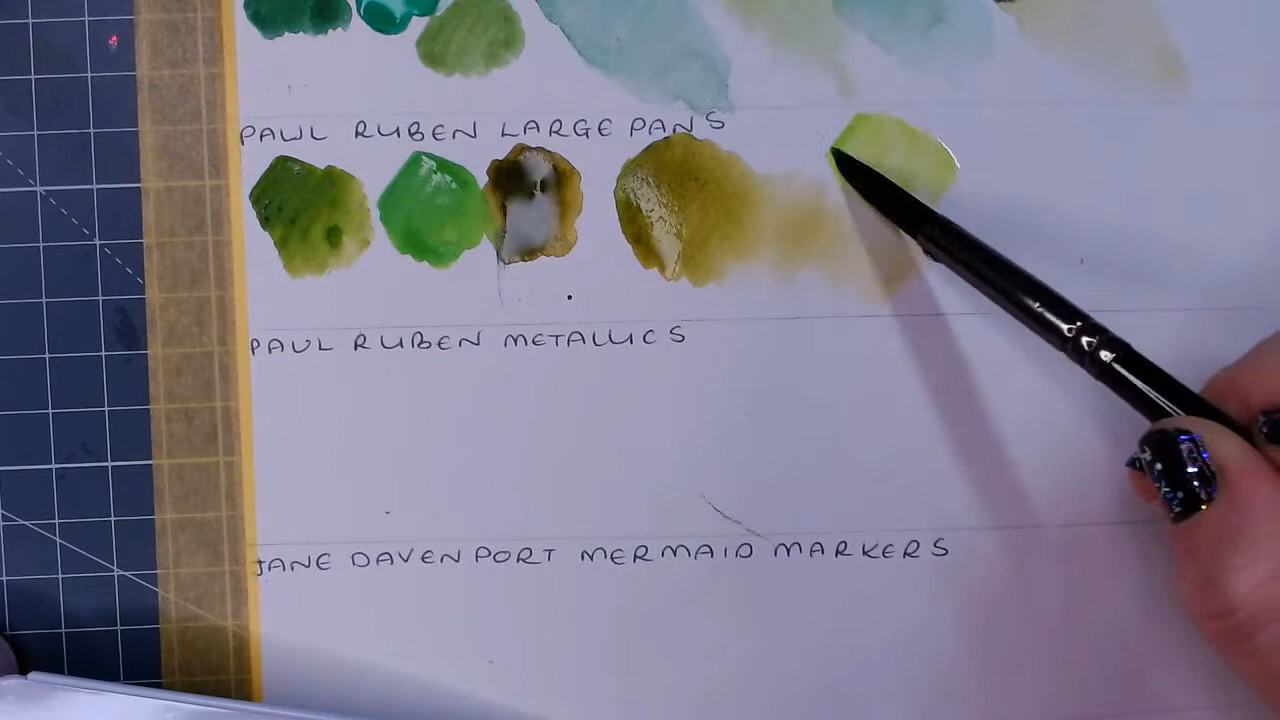 PAUL RUBEN LARGE PANS
PAUL RUBEN METALLICS
JANE DAVENPORT MERMAID MARKERS